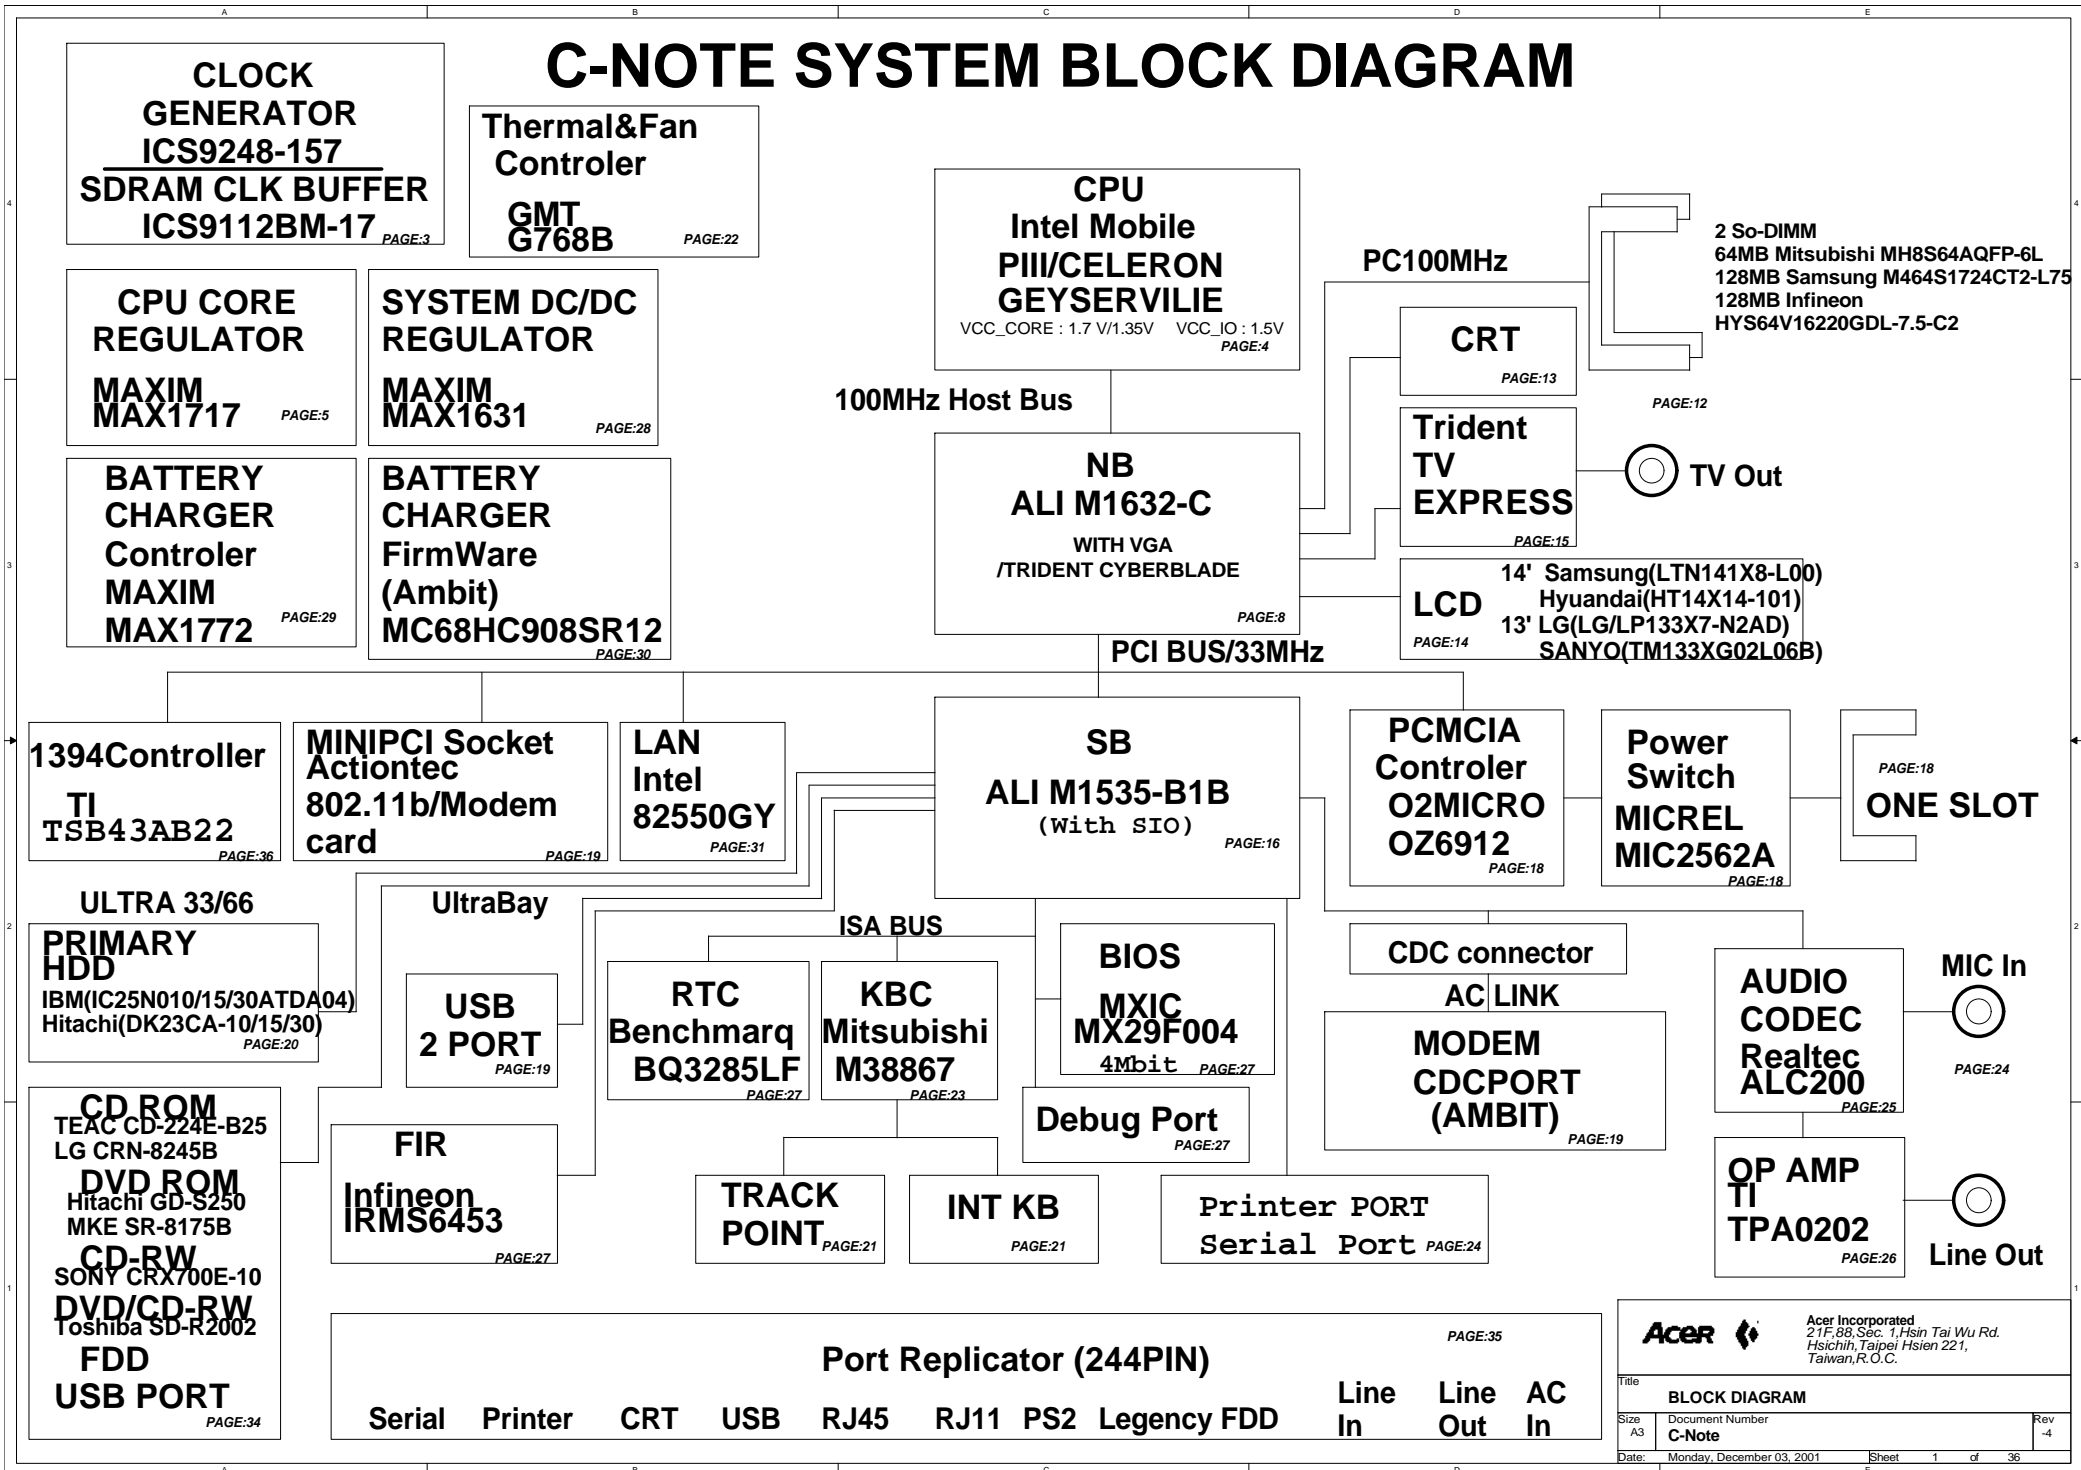 A B C D E
C-NOTE SYSTEM BLOCK DIAGRAM
CLOCK
GENERATOR
ICS9248-157
SDRAM CLK BUFFER
ICS9112BM-17
PAGE:3
Thermal&Fan
Controler
GMT
G768B
PAGE:22
CPU
Intel Mobile
PIII/CELERON
GEYSERVILIE
VCC_CORE : 1.7 V/1.35V VCC_IO : 1.5V
PAGE:4
PC100MHz
2 So-DIMM
64MB Mitsubishi MH8S64AQFP-6L
128MB Samsung M464S1724CT2-L75
128MB Infineon
HYS64V16220GDL-7.5-C2
PAGE:12
4 4
CPU CORE
REGULATOR
MAXIM
MAX1717
PAGE:5
SYSTEM DC/DC
REGULATOR
MAXIM
MAX1631
PAGE:28
100MHz Host Bus
CRT
PAGE:13
Trident
TV
EXPRESS
PAGE:15
TV Out
BATTERY
CHARGER
Controler
MAXIM
MAX1772
PAGE:29
BATTERY
CHARGER
FirmWare
(Ambit)
MC68HC908SR12
PAGE:30
NB
ALI M1632-C
WITH VGA
/TRIDENT CYBERBLADE
PAGE:8
LCD
PAGE:14
14' Samsung(LTN141X8-L00)
Hyuandai(HT14X14-101)
13' LG(LG/LP133X7-N2AD)
SANYO(TM133XG02L06B)
3 3
PCI BUS/33MHz
1394Controller
TI
TSB43AB22
PAGE:36
MINIPCI Socket
Actiontec
802.11b/Modem
card
PAGE:19
LAN
Intel
82550GY
PAGE:31
SB
ALI M1535-B1B
(With SIO)
PAGE:16
PCMCIA
Controler
O2MICRO
OZ6912
PAGE:18
Power
Switch
MICREL
MIC2562A
PAGE:18
PAGE:18
ONE SLOT
ULTRA 33/66
UltraBay
ISA BUS
2 2
PRIMARY
HDD
IBM(IC25N010/15/30ATDA04)
Hitachi(DK23CA-10/15/30)
PAGE:20
USB
2 PORT
PAGE:19
RTC
Benchmarq
BQ3285LF
PAGE:27
KBC
Mitsubishi
M38867
PAGE:23
BIOS
MXIC
MX29F004
4Mbit
PAGE:27
CDC connector
AC LINK
MODEM
CDCPORT
(AMBIT)
PAGE:19
AUDIO
CODEC
Realtec
ALC200
PAGE:25
MIC In
PAGE:24
CD ROM
TEAC CD-224E-B25
LG CRN-8245B
DVD ROM
Hitachi GD-S250
MKE SR-8175B
CD-RW
SONY CRX700E-10
DVD/CD-RW
Toshiba SD-R2002
FDD
USB PORT
PAGE:34
FIR
Infineon
IRMS6453
PAGE:27
TRACK
POINT
PAGE:21
INT KB
PAGE:21
Debug Port
PAGE:27
Printer PORT
Serial Port
PAGE:24
OP AMP
TI
TPA0202
PAGE:26
Line Out
1 1
PAGE:35
Port Replicator (244PIN)
Serial Printer CRT USB RJ45 RJ11 PS2 Legency FDD Line In Line Out AC In
Acer
Acer Incorporated
21F,88,Sec. 1,Hsin Tai Wu Rd.
Hsichih,Taipei Hsien 221,
Taiwan,R.O.C.
Title
BLOCK DIAGRAM
Size Document Number Rev
A3 C-Note -4
Date: Monday, December 03, 2001 Sheet 1 of 36
A B C D E